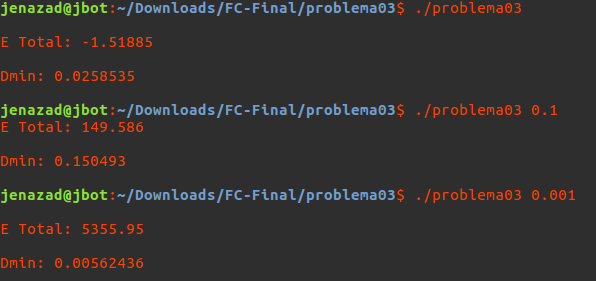 jenazad@jbot:~/Downloads/FC-Final/problema03$ ./problema03
E Total: -1.51885
Dmin: 0.0258535
jenazad@jbot:~/Downloads/FC-Final/problema03$ ./problema03 0.1
E Total: 149.586
Dmin: 0.150493
jenazad@jbot:~/Downloads/FC-Final/problema03$ ./problema03 0.001
E Total: 5355.95
Dmin: 0.00562436